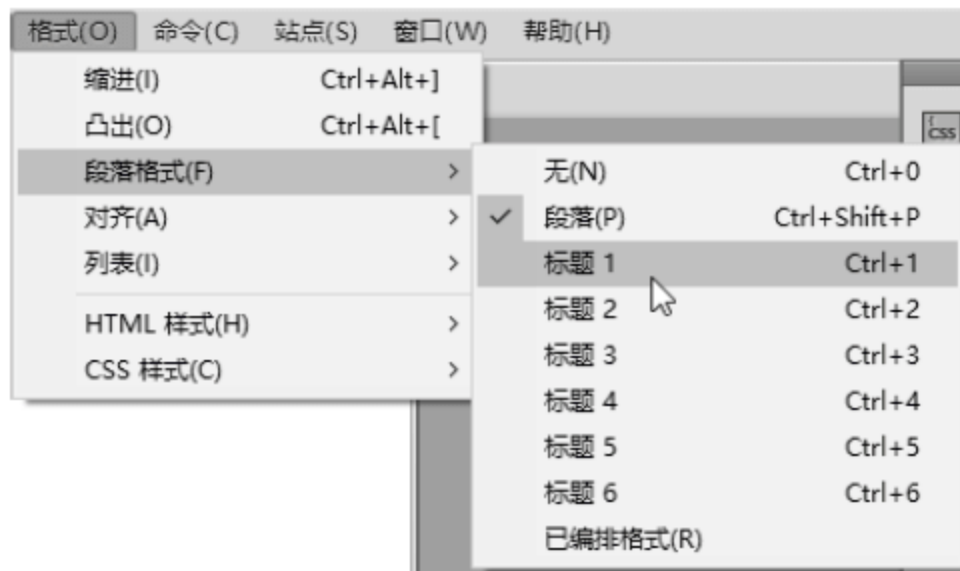 格式(O) 命令(C) 站点(S) 窗口(W) 帮助(H)
缩进(I) Ctrl+Alt+]
凸出(O) Ctrl+Alt+[
{ css
段落格式(F) >
对齐(A) >
列表(I) >
HTML 样式(H) >
CSS 样式(C) >
无(N) Ctrl+0
段落(P) Ctrl+Shift+P
标题 1 Ctrl+1
标题 2 Ctrl+2
标题 3 Ctrl+3
标题 4 Ctrl+4
标题 5 Ctrl+5
标题 6 Ctrl+6
已编排格式(R)